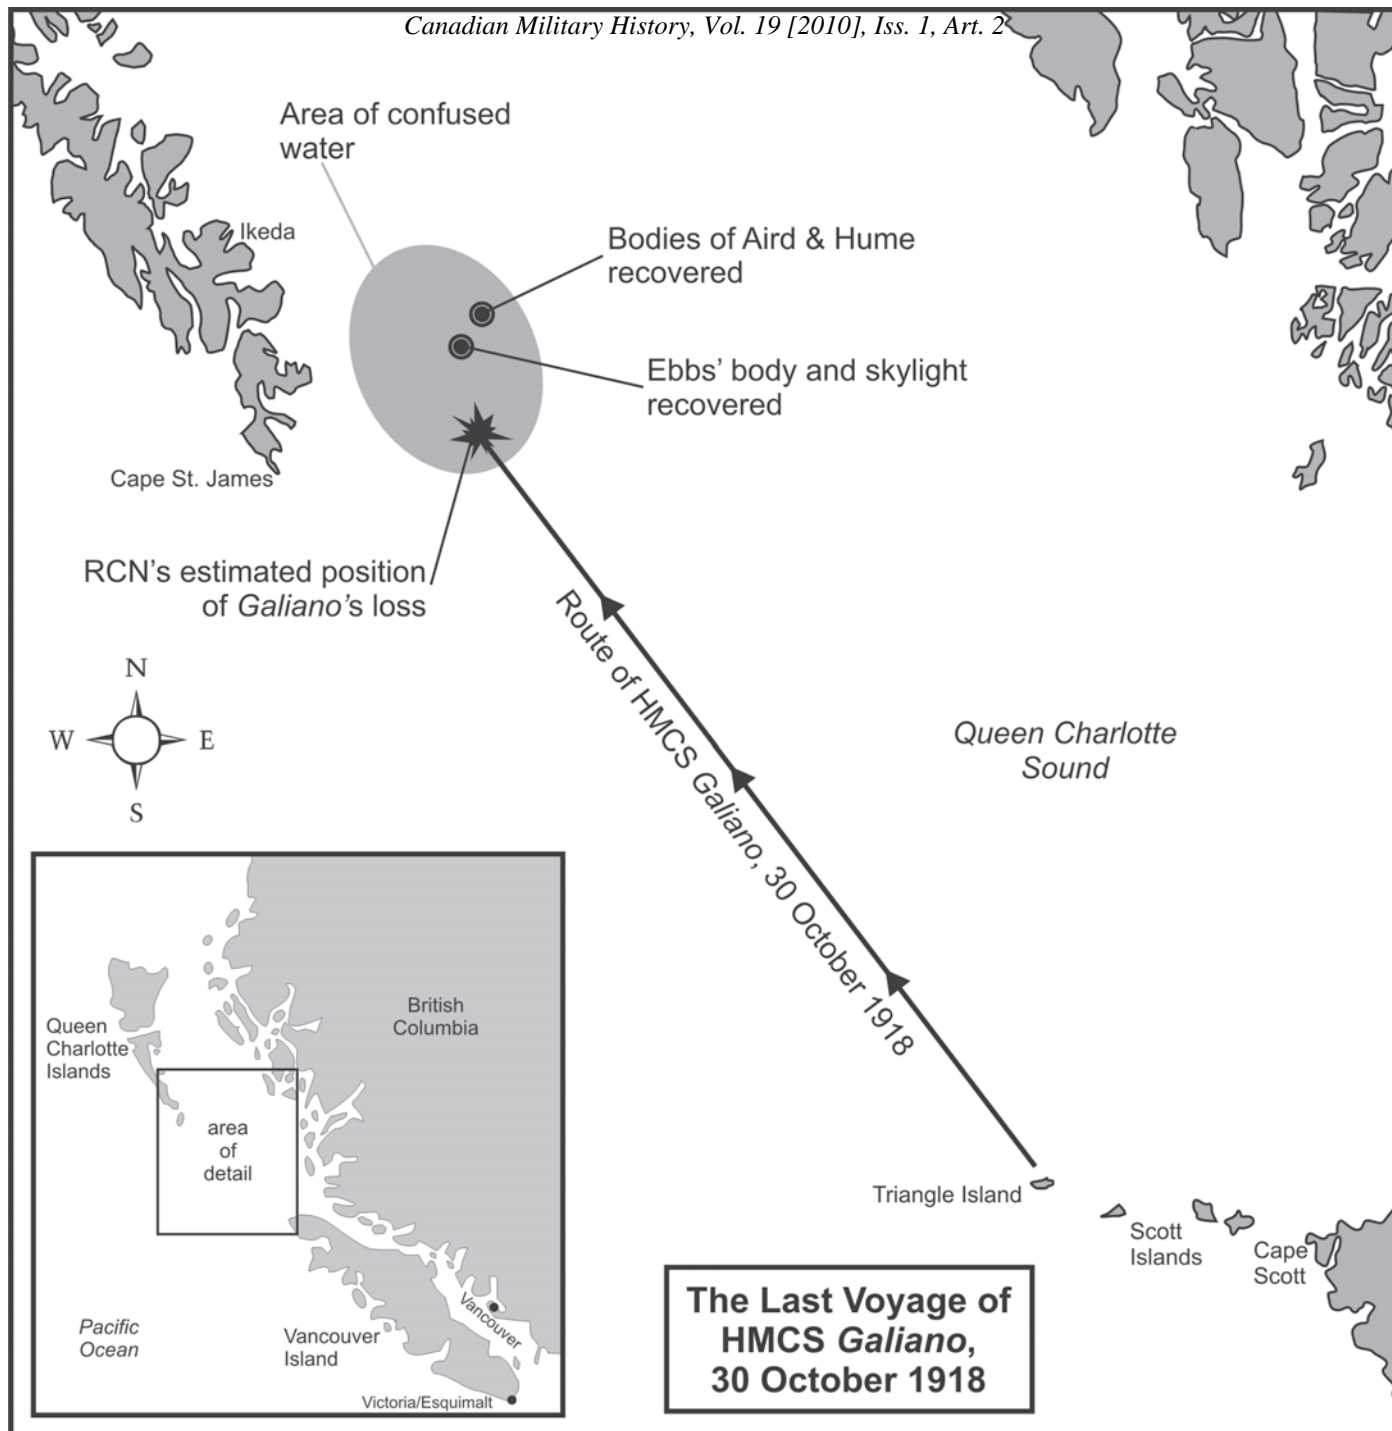 Canadian Military History, Vol. 19 [2010], Iss. 1, Art. 2
Area of confused
water
Ikeda
Bodies of Aird & Hume
recovered
Ebbs’ body and skylight
recovered
Cape St. James
RCN’s estimated position
of Galiano’s loss
Route of HMCS Galiano, 30 October 1918
N
W
E
S
Queen Charlotte
Sound
British
Columbia
Queen
Charlotte
Islands
area
of
detail
Pacific
Ocean
Vancouver
Vancouver
Island
Victoria/Esquimalt
Triangle Island
Scott
Islands
Cape
Scott
The Last Voyage of
HMCS Galiano,
30 October 1918